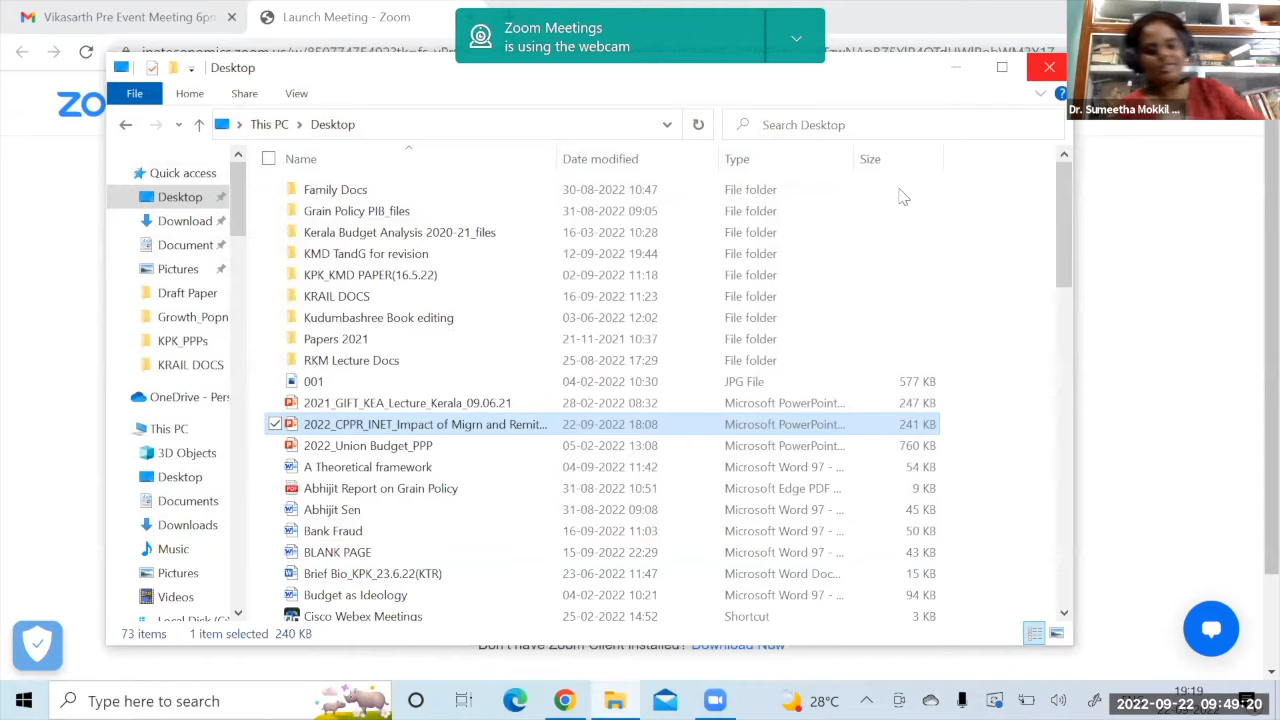 Vikasarth Pre Event Meeting 6pm
Launch Meeting - Zoom
Zoom Meetings
is using the webcam
Desktop
File
Home
Share
View
This PC
Desktop
Search Desktop
Dr. Sumeetha Mokkil ...
Name
Date modified
Type
Size
Quick access
Desktop
Download
Document
Pictures
Draft Paper
Growth_Popn
KPK_PPPs
KRAIL DOCS
OneDrive - Pers
This PC
3D Objects
Desktop
Documents
Downloads
Music
Pictures
Videos
Local Disk (C:)
Family Docs 30-08-2022 10:47 File folder
Grain Policy PIB_files 31-08-2022 09:05 File folder
Kerala Budget Analysis 2020-21_files 16-03-2022 10:28 File folder
KMD TandG for revision 12-09-2022 19:44 File folder
KPK_KMD PAPER(16.5.22) 02-09-2022 11:18 File folder
KRAIL DOCS 16-09-2022 11:23 File folder
Kudumbashree Book editing 03-06-2022 12:02 File folder
Papers 2021 21-11-2021 10:37 File folder
RKM Lecture Docs 25-08-2022 17:29 File folder
001 04-02-2022 10:30 JPG File 577 KB
2021_GIFT_KEA_Lecture_Kerala_09.06.21 28-02-2022 08:32 Microsoft PowerPoint... 247 KB
2022_CPPR_INET_Impact of Migrn and Remit... 22-09-2022 18:08 Microsoft PowerPoint... 241 KB
2022_Union Budget_PPP 05-02-2022 13:08 Microsoft PowerPoint... 760 KB
A Theoretical framework 04-09-2022 11:42 Microsoft Word 97 - ... 54 KB
Abhijit Report on Grain Policy 31-08-2022 10:51 Microsoft Edge PDF ... 9 KB
Abhijit Sen 31-08-2022 09:08 Microsoft Word 97 - ... 45 KB
Bank Fraud 16-09-2022 11:03 Microsoft Word 97 - ... 50 KB
BLANK PAGE 15-09-2022 22:29 Microsoft Word 97 - ... 43 KB
Brief Bio_KPK_23.6.22(KTR) 23-06-2022 11:47 Microsoft Word Doc... 15 KB
Budget as Ideology 04-02-2022 10:21 Microsoft Word 97 - ... 94 KB
Cisco Webex Meetings 25-02-2022 14:52 Shortcut 3 KB
73 items 1 item selected 240 KB
Don't have Zoom Client installed? Download Now
Type here to search
28°C
19:19
2022-09-22 09:49:20